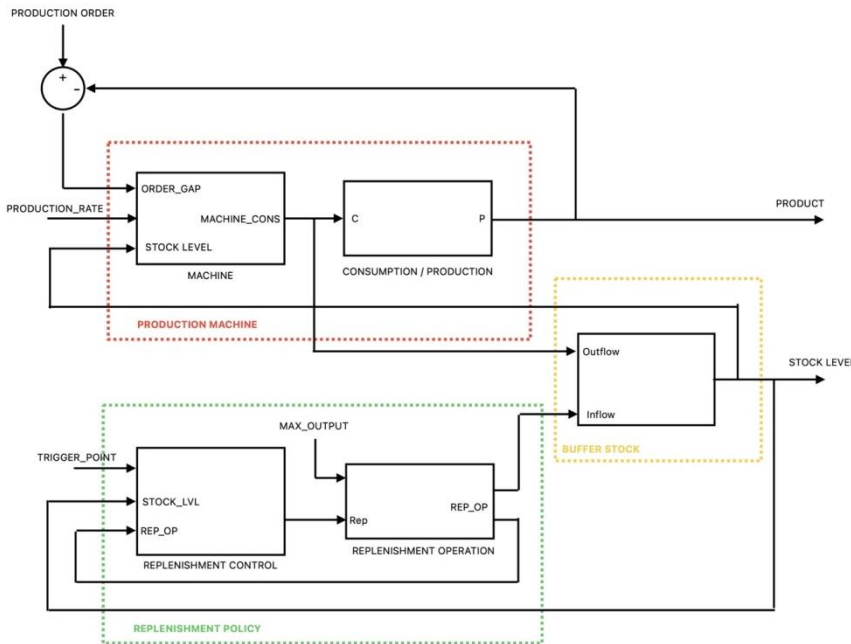 PRODUCTION ORDER
+
-
ORDER_GAP
PRODUCTION_RATE
MACHINE_CONS
STOCK LEVEL
MACHINE
C
P
CONSUMPTION / PRODUCTION
PRODUCT
PRODUCTION MACHINE
Outflow
STOCK LEVEL
Inflow
BUFFER STOCK
MAX_OUTPUT
TRIGGER_POINT
STOCK_LVL
REP_OP
REPLENISHMENT CONTROL
Rep
REP_OP
REPLENISHMENT OPERATION
REPLENISHMENT POLICY